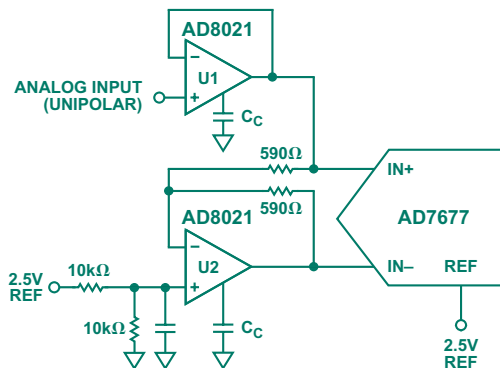 AD8021
U1
ANALOG INPUT
(UNIPOLAR)
CC
590Ω
IN+
590Ω
AD8021
AD7677
U2
2.5V
REF
10kΩ
IN–
REF
10kΩ
CC
2.5V
REF